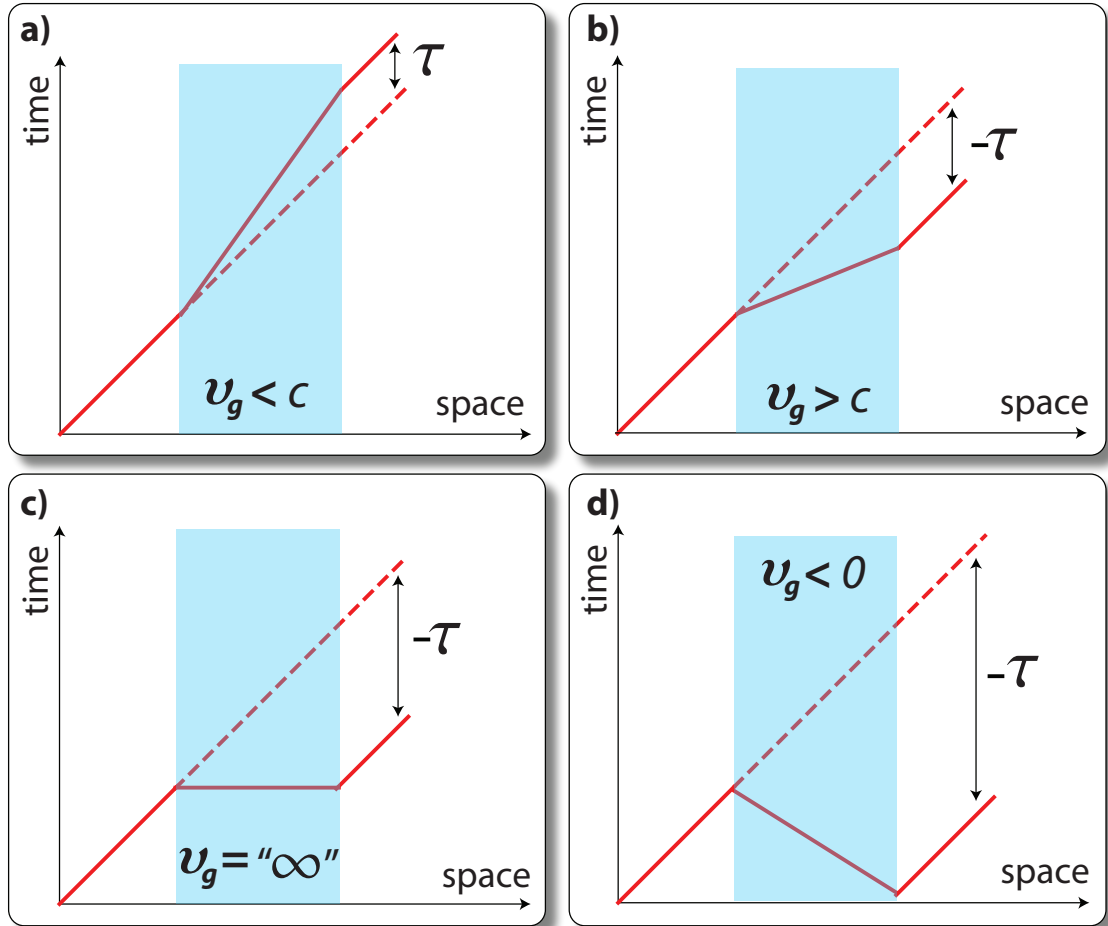 a)
time
τ
v_g < c
space
b)
time
-τ
v_g > c
space
c)
time
-τ
v_g = “∞”
space
d)
time
v_g < 0
-τ
space